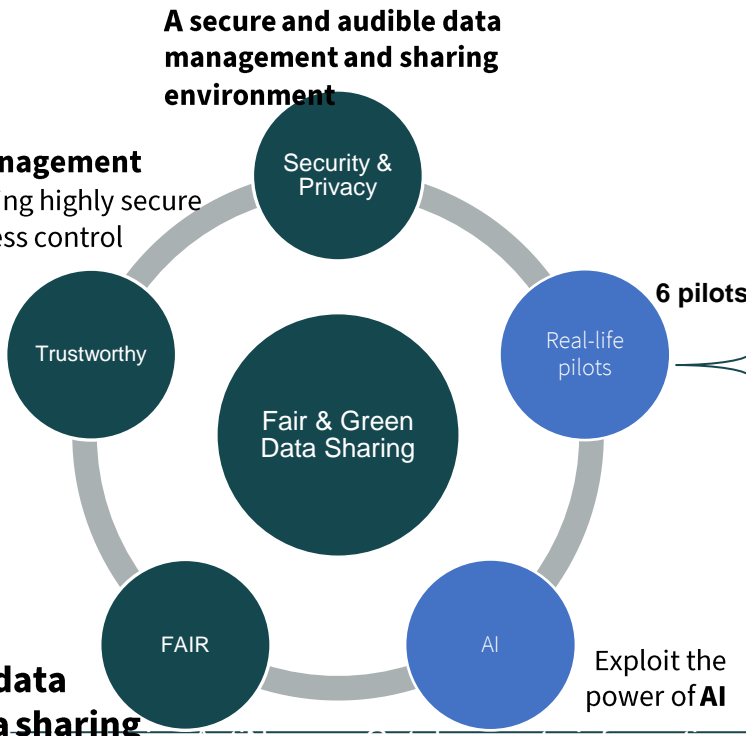 A secure and audible data
management and sharing
environment
Security &
Privacy
nagement
ing highly secure
ess control
6 pilots
Trustworthy
Real-life
pilots
Fair & Green
Data Sharing
FAIR
AI
Exploit the
power of AI
data
a sharing